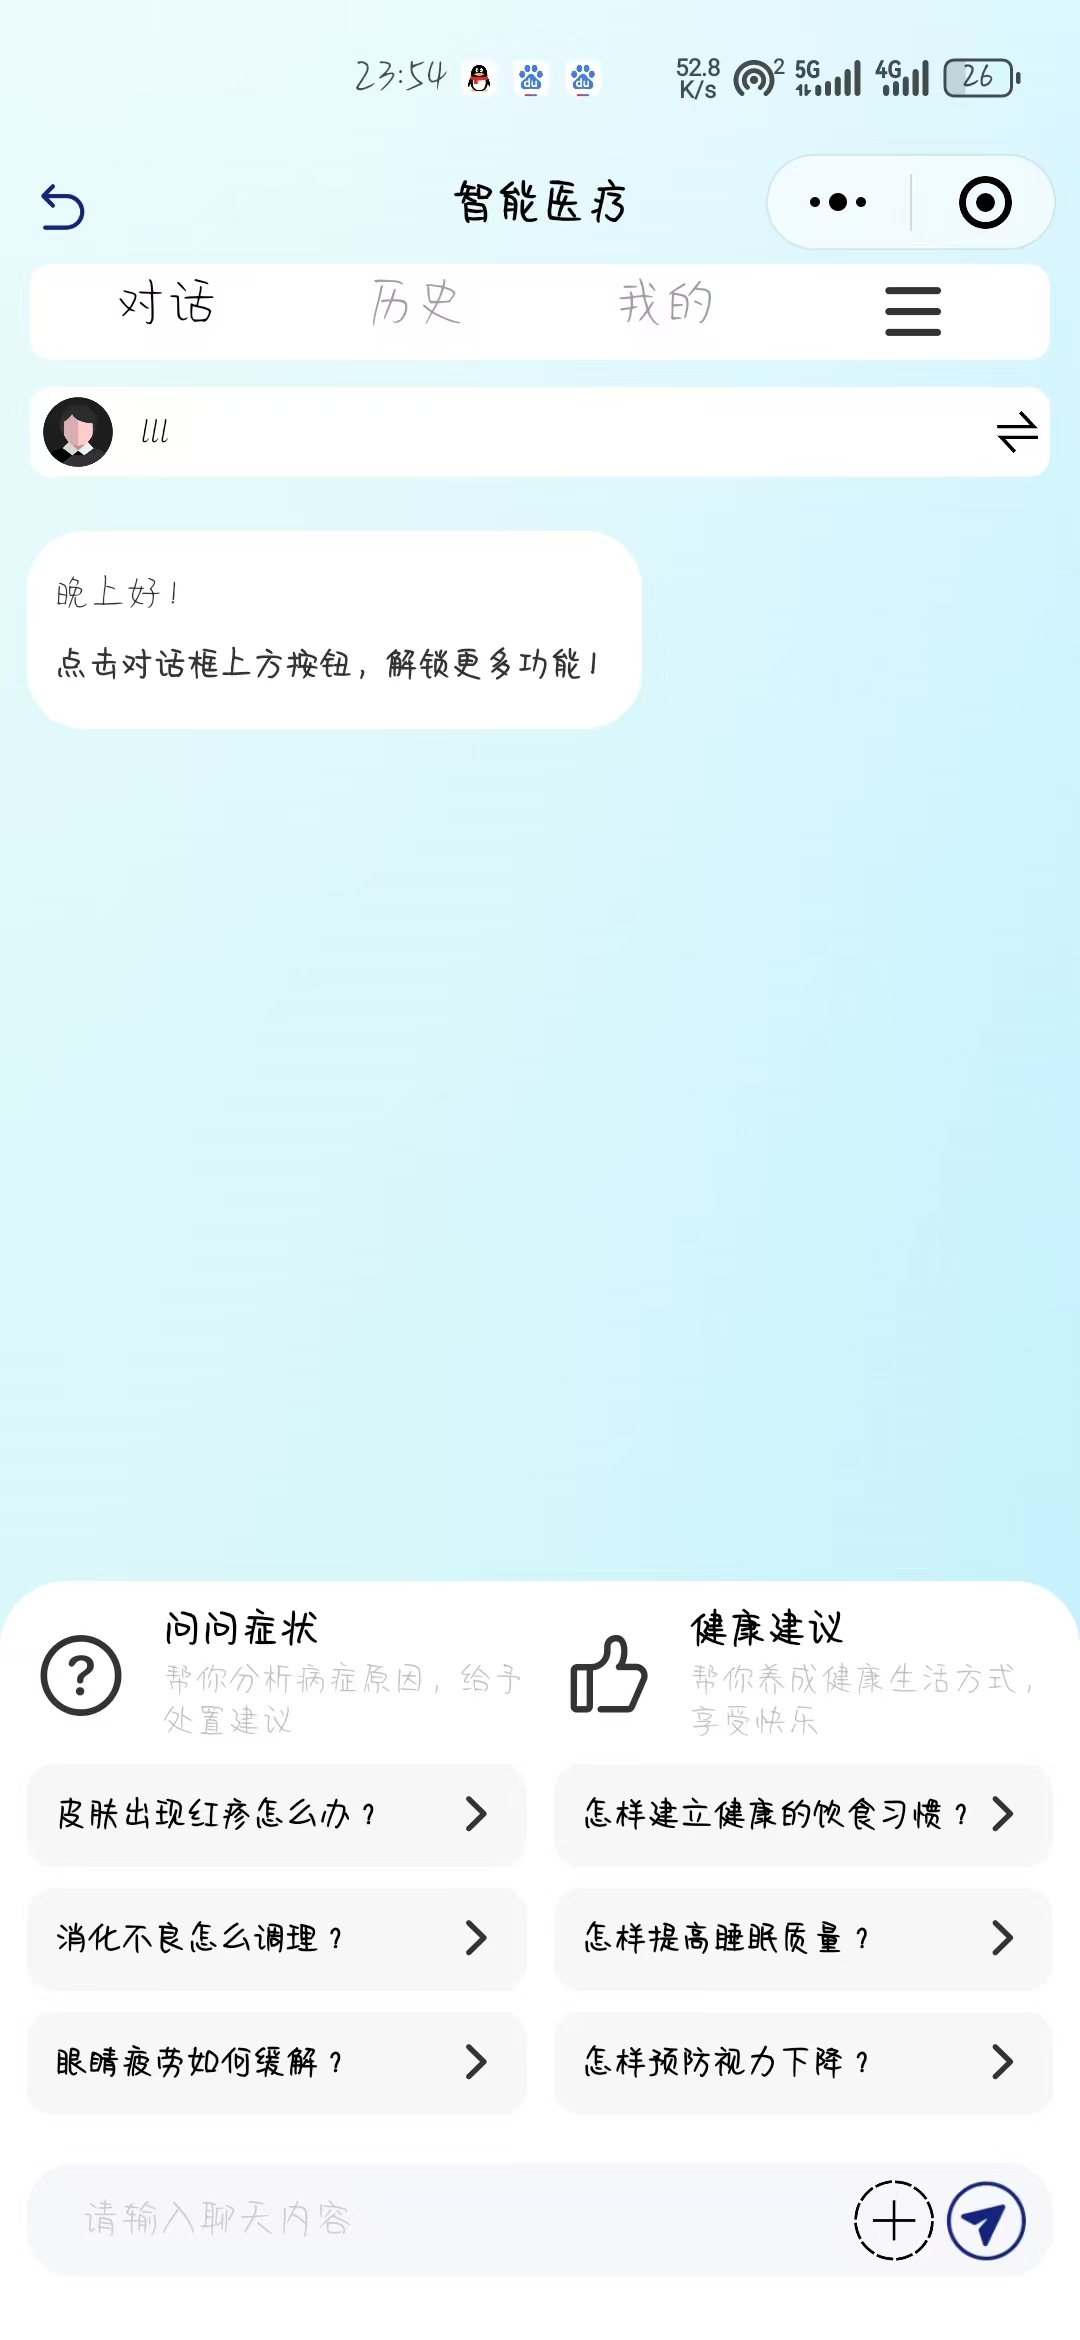 23:54
52.8 K/s 2 5G 4G 26
智能医疗
对话 历史 我的
lll
晚上好！
点击对话框上方按钮，解锁更多功能！
问问症状
帮你分析病症原因，给予
处置建议
健康建议
帮你养成健康生活方式，
享受快乐
皮肤出现红疹怎么办？
怎样建立健康的饮食习惯？
消化不良怎么调理？
怎样提高睡眠质量？
眼睛疲劳如何缓解？
怎样预防视力下降？
请输入聊天内容